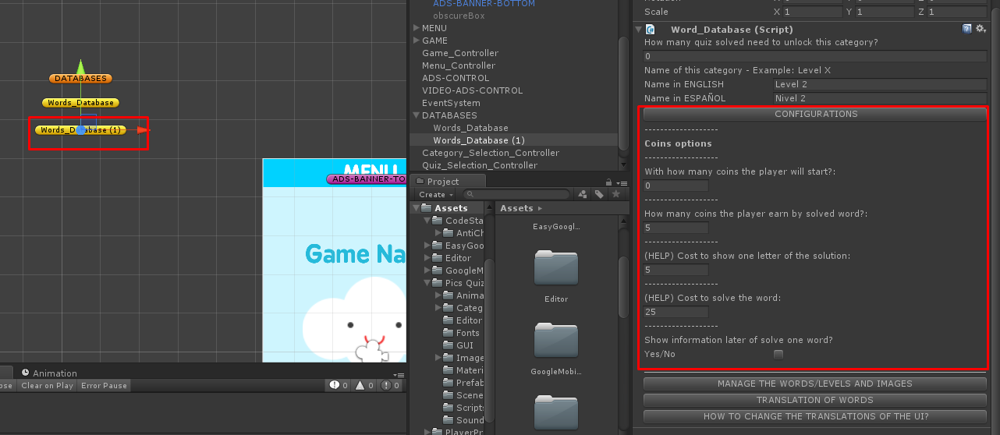 DATABASES
Words_Database
Words_Database (1)
MENU
ADS-BANNER-TO
Game Na
Animation
ose Clear on Play Error Pause
0 0 0
ADS-BANNER-BOTTOM
obscureBox
MENU
GAME
Game_Controller
Menu_Controller
ADS-CONTROL
VIDEO-ADS-CONTROL
EventSystem
DATABASES
Words_Database
Words_Database (1)
Category_Selection_Controller
Quiz_Selection_Controller
Project
Create
Assets
CodeSta
AntiCh
EasyGoo
Editor
GoogleM
Pics Quiz
Anima
Categ
Editor
Fonts
GUI
Image
Materi
Prefab
Scene
Scripts
Sound
PlayerPr
Assets
EasyGoogl...
Editor
GoogleMobi...
Scale X 1 Y 1 Z 1
Word_Database (Script)
How many quiz solved need to unlock this category?
0
Name of this category - Example: Level X
Name in ENGLISH Level 2
Name in ESPAÑOL Nivel 2
CONFIGURATIONS
------------------
Coins options
------------------
With how many coins the player will start?:
0
------------------
How many coins the player earn by solved word?:
5
------------------
(HELP) Cost to show one letter of the solution:
5
------------------
(HELP) Cost to solve the word:
25
------------------
Show information later of solve one word?
Yes/No
MANAGE THE WORDS/LEVELS AND IMAGES
TRANSLATION OF WORDS
HOW TO CHANGE THE TRANSLATIONS OF THE UI?